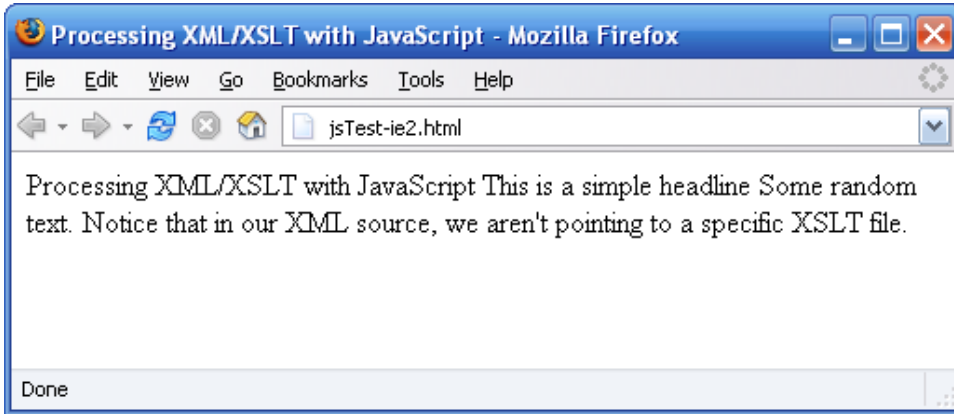 Processing XML/XSLT with JavaScript - Mozilla Firefox
File Edit View Go Bookmarks Tools Help
jsTest-ie2.html
Processing XML/XSLT with JavaScript This is a simple headline Some random
text. Notice that in our XML source, we aren't pointing to a specific XSLT file.
Done